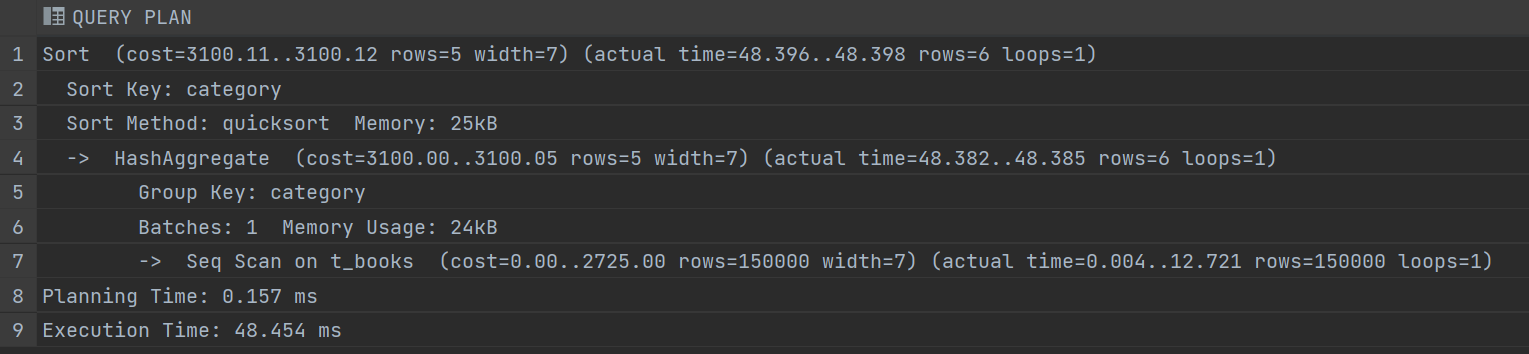 QUERY PLAN
1 Sort  (cost=3100.11..3100.12 rows=5 width=7) (actual time=48.396..48.398 rows=6 loops=1)
2   Sort Key: category
3   Sort Method: quicksort  Memory: 25kB
4   ->  HashAggregate  (cost=3100.00..3100.05 rows=5 width=7) (actual time=48.382..48.385 rows=6 loops=1)
5         Group Key: category
6         Batches: 1  Memory Usage: 24kB
7         ->  Seq Scan on t_books  (cost=0.00..2725.00 rows=150000 width=7) (actual time=0.004..12.721 rows=150000 loops=1)
8 Planning Time: 0.157 ms
9 Execution Time: 48.454 ms